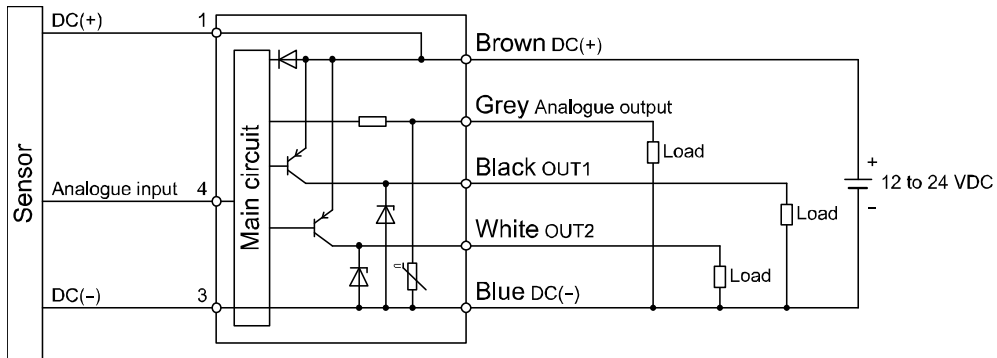 Sensor
DC(+) 1
Analogue input 4
DC(−) 3
Main circuit
Brown DC(+)
Grey Analogue output
Black OUT1
White OUT2
Blue DC(−)
Load
Load
Load
+
12 to 24 VDC
−